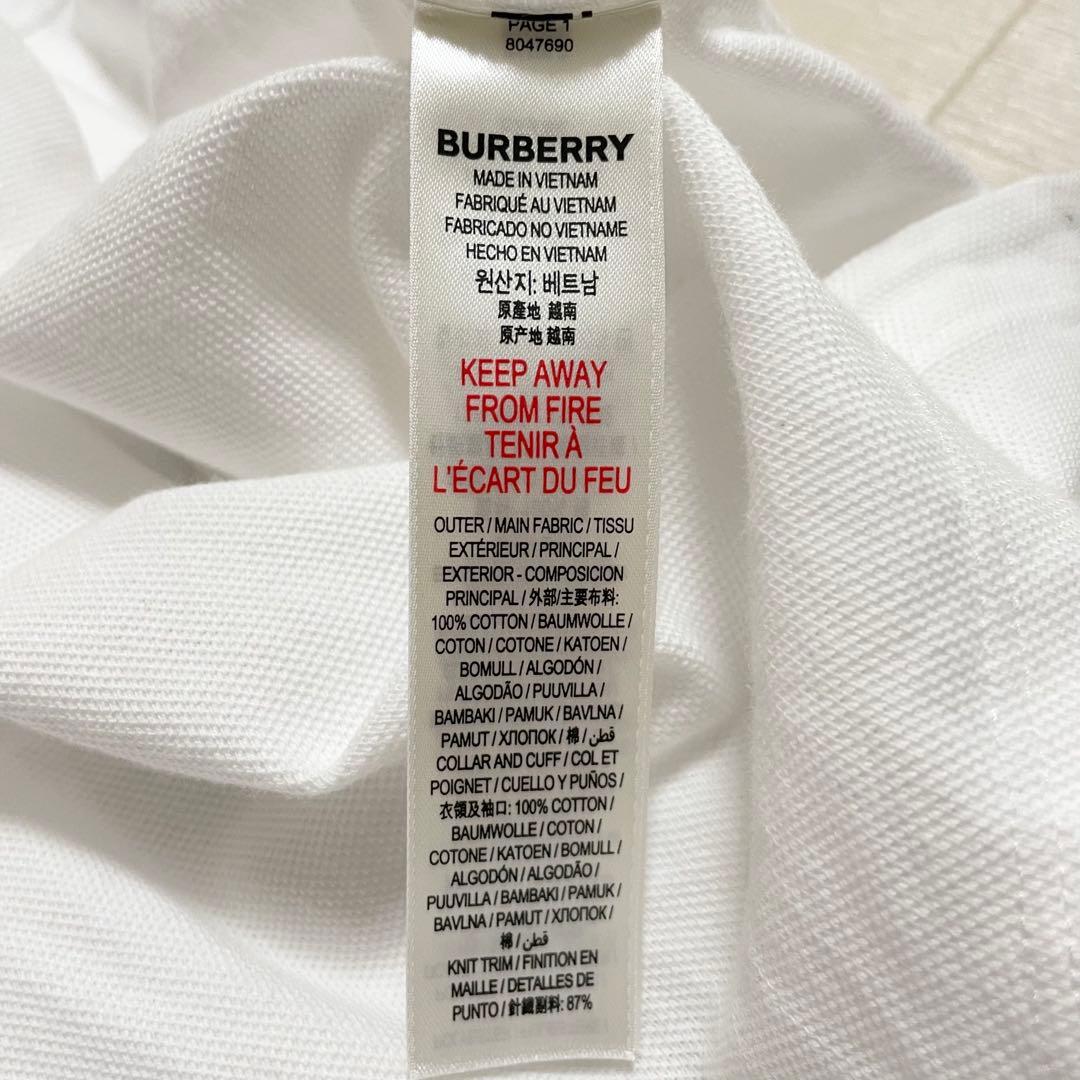 PAGE 1
8047690
BURBERRY
MADE IN VIETNAM
FABRIQUÉ AU VIETNAM
FABRICADO NO VIETNAME
HECHO EN VIETNAM
원산지: 베트남
原產地 越南
原产地 越南
KEEP AWAY
FROM FIRE
TENIR À
L'ÉCART DU FEU
OUTER / MAIN FABRIC / TISSU
EXTÉRIEUR / PRINCIPAL /
EXTERIOR - COMPOSICION
PRINCIPAL / 外部/主要布料:
100% COTTON / BAUMWOLLE /
COTON / COTONE / KATOEN /
BOMULL / ALGODÓN /
ALGODÃO / PUUVILLA /
BAMBAKI / PAMUK / BAVLNA /
PAMUT / ХЛОПОК / 棉 / قطن
COLLAR AND CUFF / COL ET
POIGNET / CUELLO Y PUÑOS /
衣領及袖口: 100% COTTON /
BAUMWOLLE / COTON /
COTONE / KATOEN / BOMULL /
ALGODÓN / ALGODÃO /
PUUVILLA / BAMBAKI / PAMUK /
BAVLNA / PAMUT / ХЛОПОК /
棉 / قطن
KNIT TRIM / FINITION EN
MAILLE / DETALLES DE
PUNTO / 針織副料: 87%